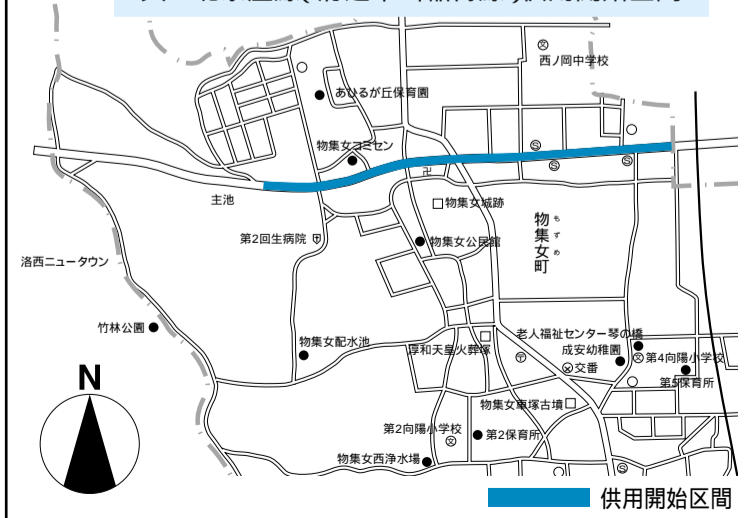 西ノ岡中学校
あひるが丘保育園
物集女コミセン
主池
卍
物集女城跡
物集女町
もずめ
第2回生病院
物集女公民館
洛西ニュータウン
竹林公園
物集女配水池
淳和天皇火葬塚
老人福祉センター琴の橋
成安幼稚園
交番
第4向陽小学校
第5保育所
物集女車塚古墳
第2向陽小学校
第2保育所
物集女西浄水場
N
供用開始区間